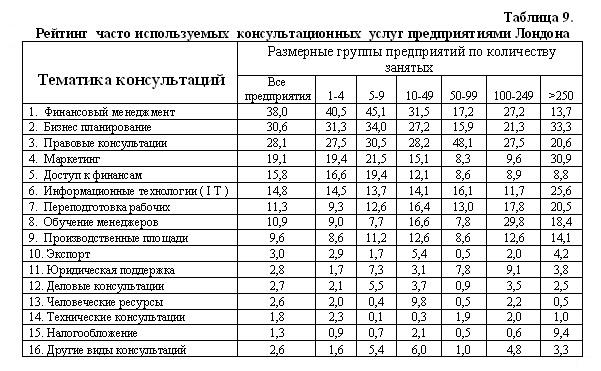 Таблица 9.
Рейтинг часто используемых консультационных услуг предприятиями Лондона
Тематика консультаций
Размерные группы предприятий по количеству занятых
Все предприятия 1-4 5-9 10-49 50-99 100-249 >250
1. Финансовый менеджмент 38,0 40,5 45,1 31,5 17,2 27,2 13,7
2. Бизнес планирование 30,6 31,3 34,0 27,2 15,9 21,3 33,3
3. Правовые консультации 28,1 27,5 30,5 28,2 48,1 27,5 20,6
4. Маркетинг 19,1 19,4 21,5 15,1 8,3 9,6 30,9
5. Доступ к финансам 15,8 16,6 19,4 12,1 8,6 8,9 8,8
6. Информационные технологии ( I T ) 14,8 14,5 13,7 14,1 16,1 11,7 25,6
7. Переподготовка рабочих 11,3 9,3 12,6 16,4 13,0 17,8 20,5
8. Обучение менеджеров 10,9 9,0 7,7 16,6 7,8 29,8 18,4
9. Производственные площади 9,6 8,6 11,2 12,6 8,6 12,6 14,1
10. Экспорт 3,0 2,9 1,7 5,4 0,5 2,0 4,2
11. Юридическая поддержка 2,8 1,7 7,3 3,1 7,8 9,1 3,8
12. Деловые консультации 2,7 2,1 5,5 3,7 0,9 3,5 2,5
13. Человеческие ресурсы 2,6 2,0 0,4 9,8 0,5 2,2 0,5
14. Технические консультации 1,8 2,3 0,1 0,3 1,9 2,0 1,0
15. Налогообложение 1,3 0,9 0,7 2,1 0,5 0,6 9,4
16. Другие виды консультаций 2,6 1,6 5,4 6,0 1,0 4,8 3,3